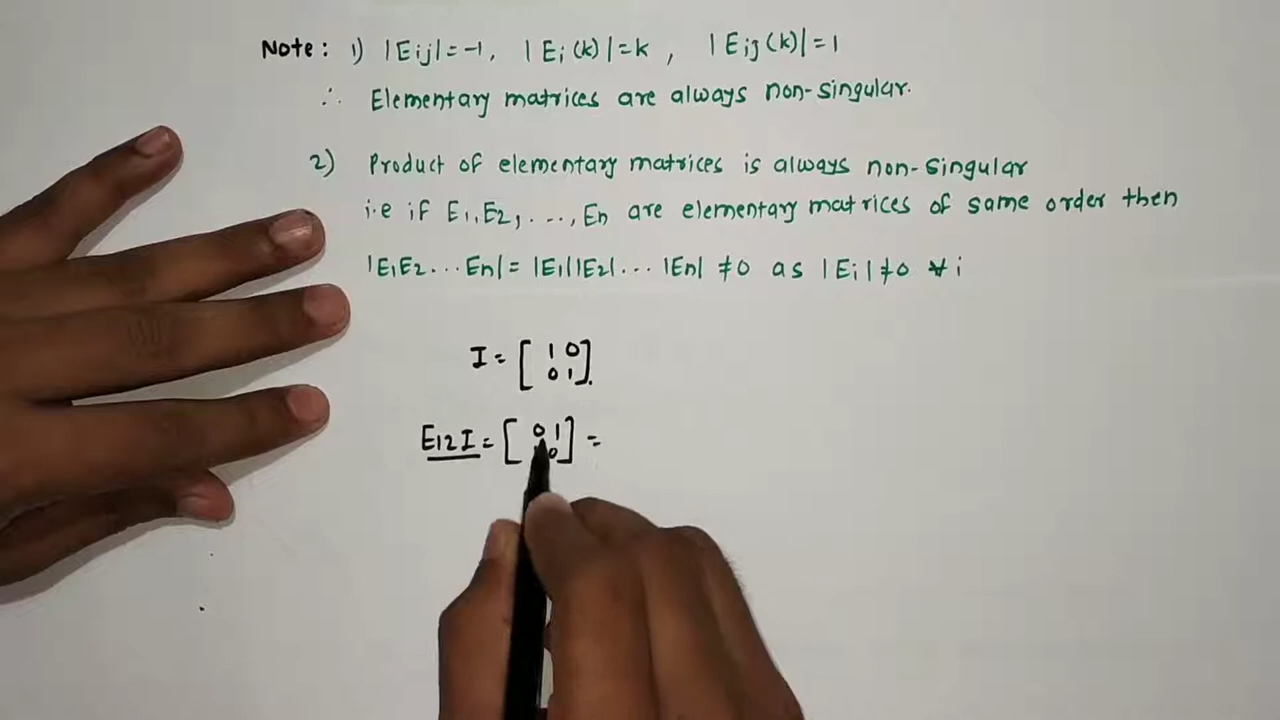 Note: 1) |Eij| = -1, |Ei(k)| = k, |Eij(k)| = 1
∴ Elementary matrices are always non-singular.
2) Product of elementary matrices is always non-singular
i.e if E1, E2, ..., En are elementary matrices of same order then
|E1E2...En| = |E1||E2|...|En| ≠ 0 as |Ei| ≠ 0 ∀ i
I = [ 1 0
0 1 ].
E12I = [ 0 1
0 ] =